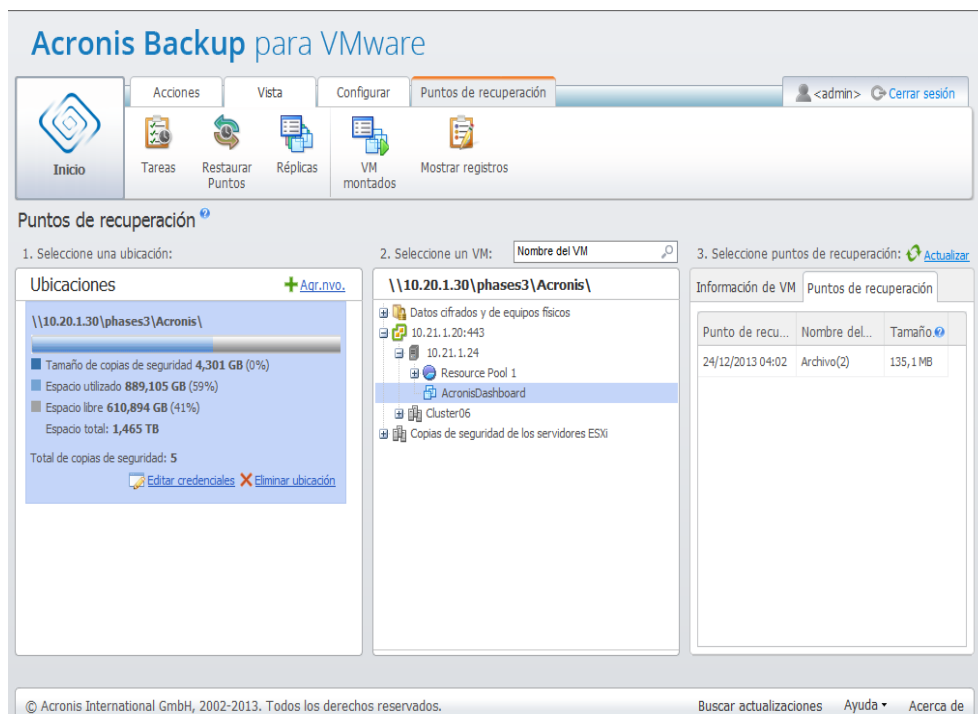 Acronis Backup para VMware
Acciones
Vista
Configurar
Puntos de recuperación
<admin>
Cerrar sesión
Inicio
Tareas
Restaurar
Puntos
Réplicas
VM
montados
Mostrar registros
Puntos de recuperación
1. Seleccione una ubicación:
Ubicaciones
Agr.nvo.
\\10.20.1.30\phases3\Acronis\
Tamaño de copias de seguridad 4,301 GB (0%)
Espacio utilizado 889,105 GB (59%)
Espacio libre 610,894 GB (41%)
Espacio total: 1,465 TB
Total de copias de seguridad: 5
Editar credenciales
Eliminar ubicación
2. Seleccione un VM:
Nombre del VM
\\10.20.1.30\phases3\Acronis\
Datos cifrados y de equipos físicos
10.21.1.20:443
10.21.1.24
Resource Pool 1
AcronisDashboard
Cluster06
Copias de seguridad de los servidores ESXi
3. Seleccione puntos de recuperación:
Actualizar
Información de VM
Puntos de recuperación
Punto de recu...
Nombre del...
Tamaño
24/12/2013 04:02
Archivo(2)
135,1 MB
© Acronis International GmbH, 2002-2013. Todos los derechos reservados.
Buscar actualizaciones
Ayuda
Acerca de